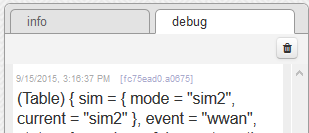 info debug
9/15/2015, 3:16:37 PM [fc75ead0.a0675]
(Table) { sim = { mode = "sim2",
current = "sim2" }, event = "wwan",